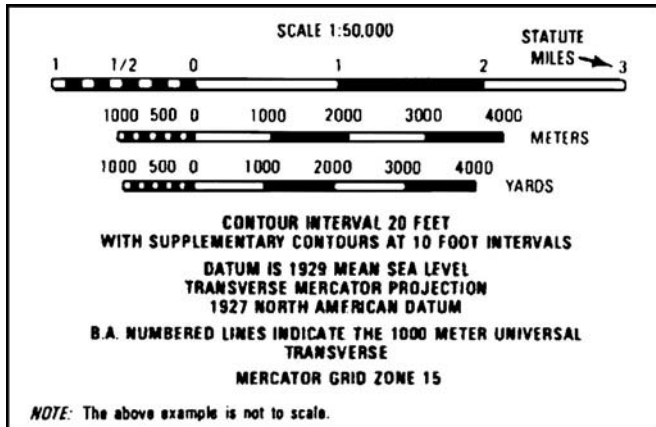 SCALE 1:50,000
STATUTE
MILES
1 1/2 0 1 2 3
1000 500 0 1000 2000 3000 4000
METERS
1000 500 0 1000 2000 3000 4000
YARDS
CONTOUR INTERVAL 20 FEET
WITH SUPPLEMENTARY CONTOURS AT 10 FOOT INTERVALS
DATUM IS 1929 MEAN SEA LEVEL
TRANSVERSE MERCATOR PROJECTION
1927 NORTH AMERICAN DATUM
B.A. NUMBERED LINES INDICATE THE 1000 METER UNIVERSAL
TRANSVERSE
MERCATOR GRID ZONE 15
NOTE: The above example is not to scale.